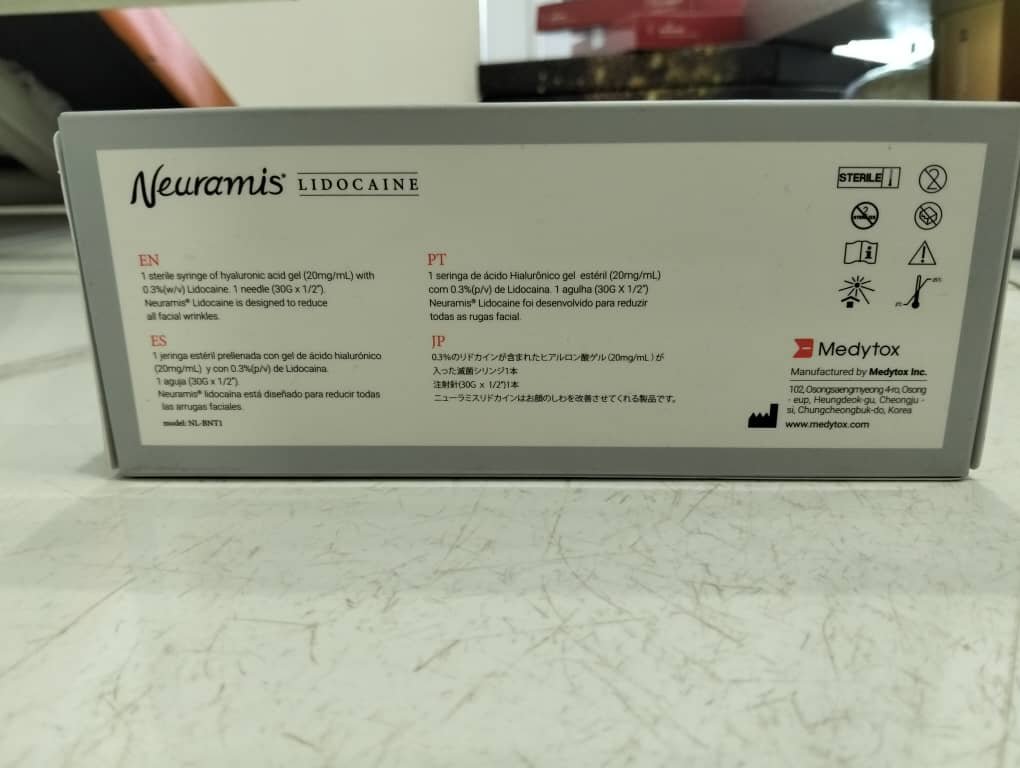 Neuramis® LIDOCAINE
EN
1 sterile syringe of hyaluronic acid gel (20mg/mL) with
0.3%(w/v) Lidocaine. 1 needle (30G x 1/2").
Neuramis® Lidocaine is designed to reduce
all facial wrinkles.
ES
1 jeringa estéril prellenada con gel de ácido hialurónico
(20mg/mL) y con 0.3%(p/v) de Lidocaina.
1 aguja (30G x 1/2").
Neuramis® lidocaina está diseñado para reducir todas
las arrugas faciales.
model: NL-BNT1
PT
1 seringa de ácido Hialurônico gel estéril (20mg/mL)
com 0.3%(p/v) de Lidocaina. 1 agulha (30G X 1/2")
Neuramis® Lidocaine foi desenvolvido para reduzir
todas as rugas facial.
JP
0.3%のリドカインが含まれたヒアルロン酸ゲル(20mg/mL)が
入った滅菌シリンジ1本
注射針(30G x 1/2")1本
ニューラミスリドカインはお顔のしわを改善させてくれる製品です。
STERILE
2
2
Medytox
Manufactured by Medytox Inc.
102, Osongsaengmyeong 4-ro, Osong
- eup, Heungdeok-gu, Cheongju -
si, Chungcheongbuk-do, Korea
www.medytox.com